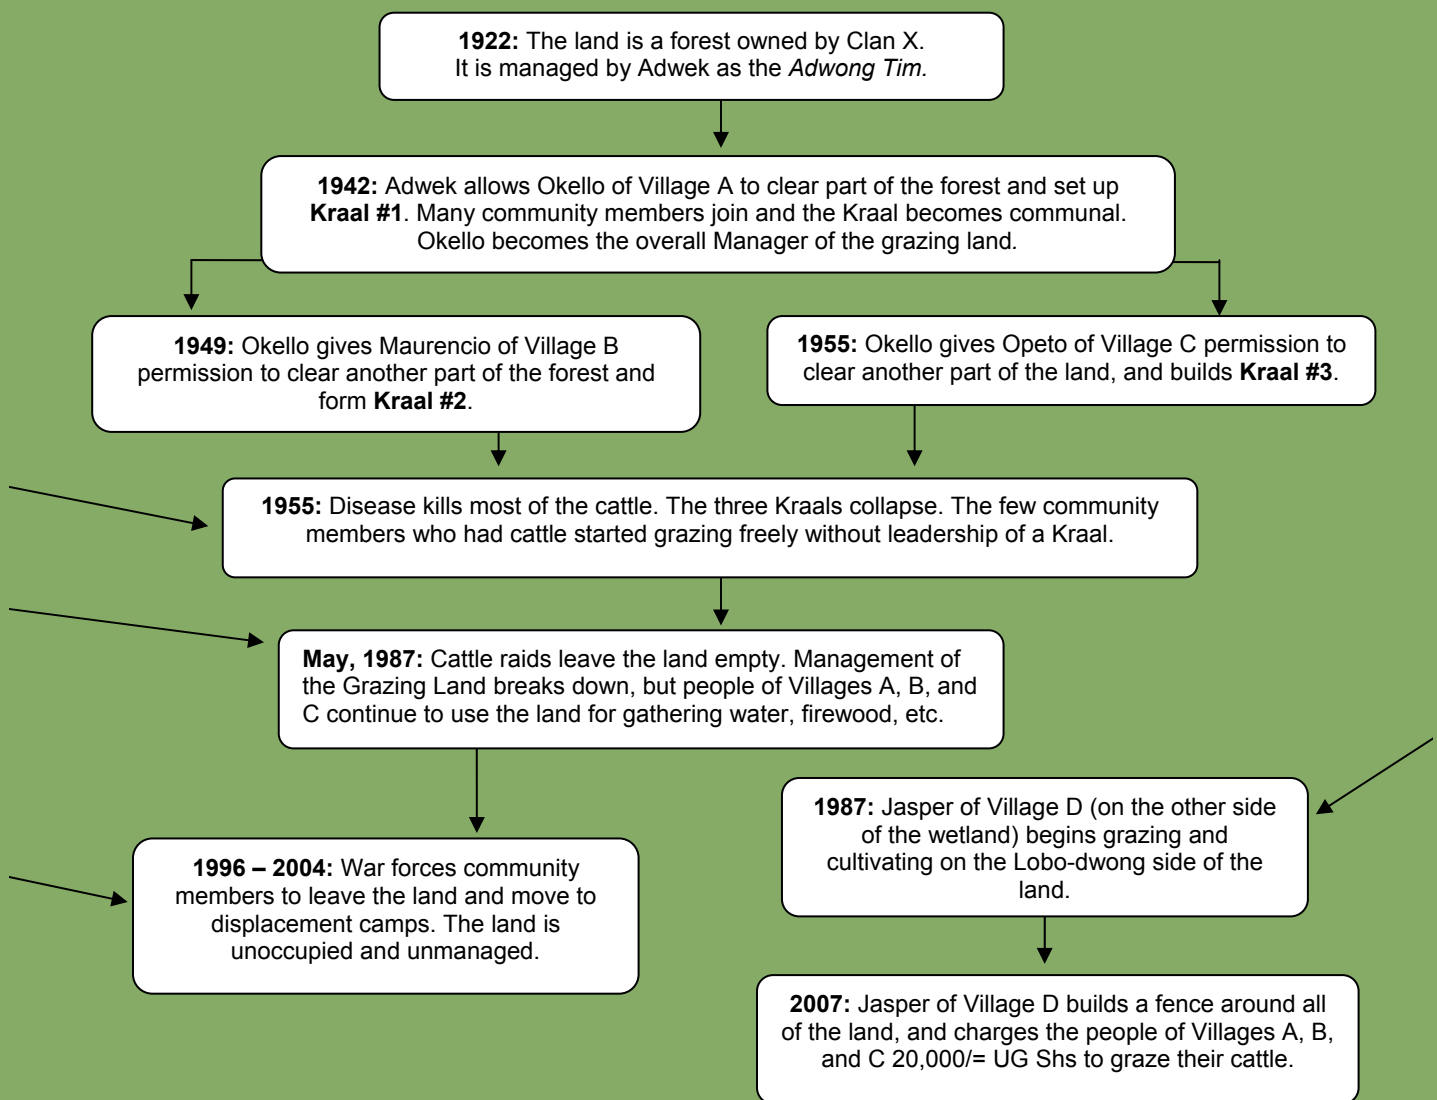 1922: The land is a forest owned by Clan X.
It is managed by Adwek as the Adwong Tim.
1942: Adwek allows Okello of Village A to clear part of the forest and set up
Kraal #1. Many community members join and the Kraal becomes communal.
Okello becomes the overall Manager of the grazing land.
1949: Okello gives Maurencio of Village B
permission to clear another part of the forest and
form Kraal #2.
1955: Okello gives Opeto of Village C permission to
clear another part of the land, and builds Kraal #3.
1955: Disease kills most of the cattle. The three Kraals collapse. The few community
members who had cattle started grazing freely without leadership of a Kraal.
May, 1987: Cattle raids leave the land empty. Management of
the Grazing Land breaks down, but people of Villages A, B, and
C continue to use the land for gathering water, firewood, etc.
1987: Jasper of Village D (on the other side
of the wetland) begins grazing and
cultivating on the Lobo-dwong side of the
land.
1996 – 2004: War forces community
members to leave the land and move to
displacement camps. The land is
unoccupied and unmanaged.
2007: Jasper of Village D builds a fence around all
of the land, and charges the people of Villages A, B,
and C 20,000/= UG Shs to graze their cattle.